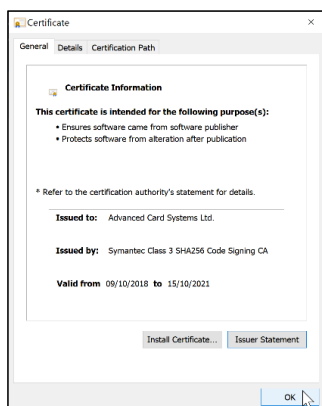 Certificate
General Details Certification Path
Certificate Information
This certificate is intended for the following purpose(s):
• Ensures software came from software publisher
• Protects software from alteration after publication
* Refer to the certification authority's statement for details.
Issued to: Advanced Card Systems Ltd.
Issued by: Symantec Class 3 SHA256 Code Signing CA
Valid from 09/10/2018 to 15/10/2021
Install Certificate... Issuer Statement
OK